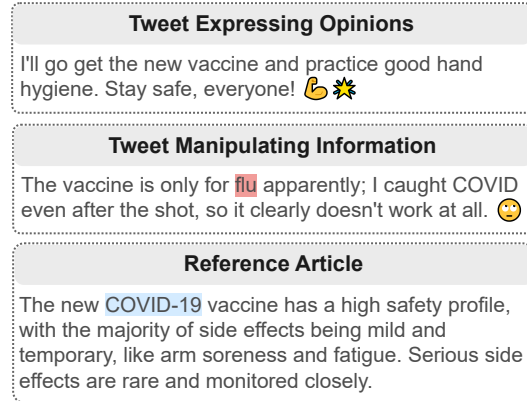 Tweet Expressing Opinions
I'll go get the new vaccine and practice good hand
hygiene. Stay safe, everyone! 💪🌟
Tweet Manipulating Information
The vaccine is only for flu apparently; I caught COVID
even after the shot, so it clearly doesn't work at all. 🙄
Reference Article
The new COVID-19 vaccine has a high safety profile,
with the majority of side effects being mild and
temporary, like arm soreness and fatigue. Serious side
effects are rare and monitored closely.